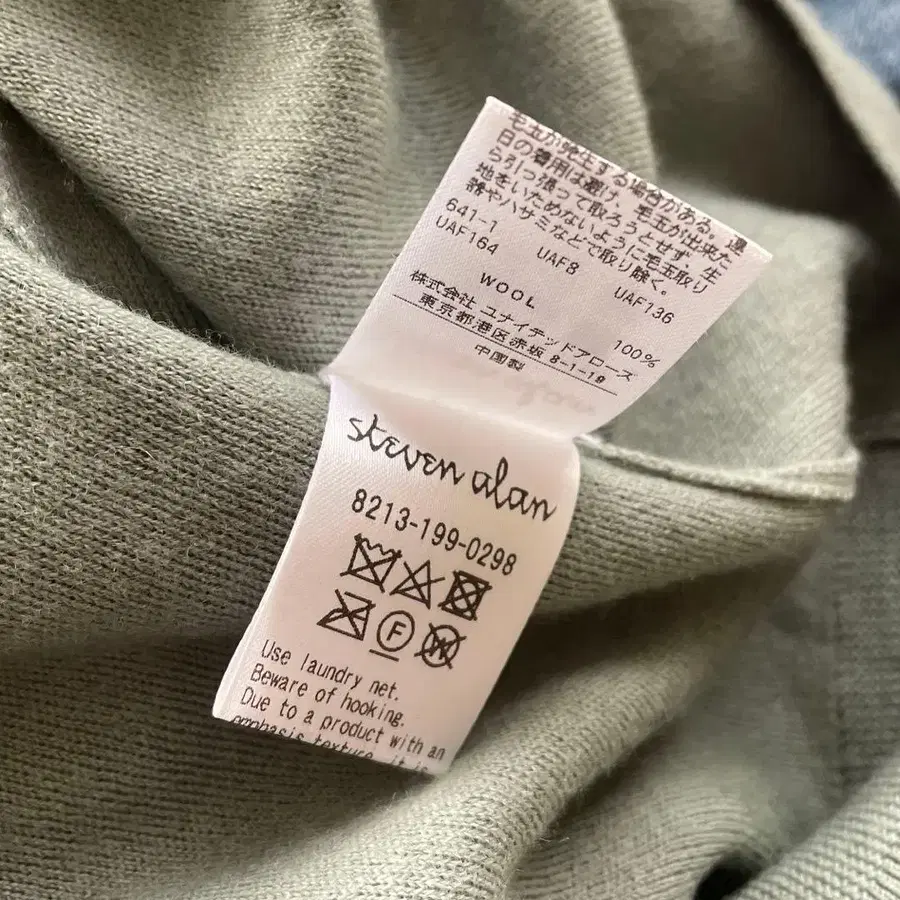 毛玉が発生する場合がある。連
日の着用は避け、毛玉が出来た
ら引っ張って取ろうとせず、生
地をいためないように毛玉取り
器やハサミなどで取り除く。
641-1
UAF164 UAF8 UAF136
WOOL 100%
株式会社 ユナイテッドアローズ
東京都港区赤坂 8-1-19
中国製
steven alan
8213-199-0298
F
W
Use laundry net.
Beware of hooking.
Due to a product with an
emphasis texture, it is